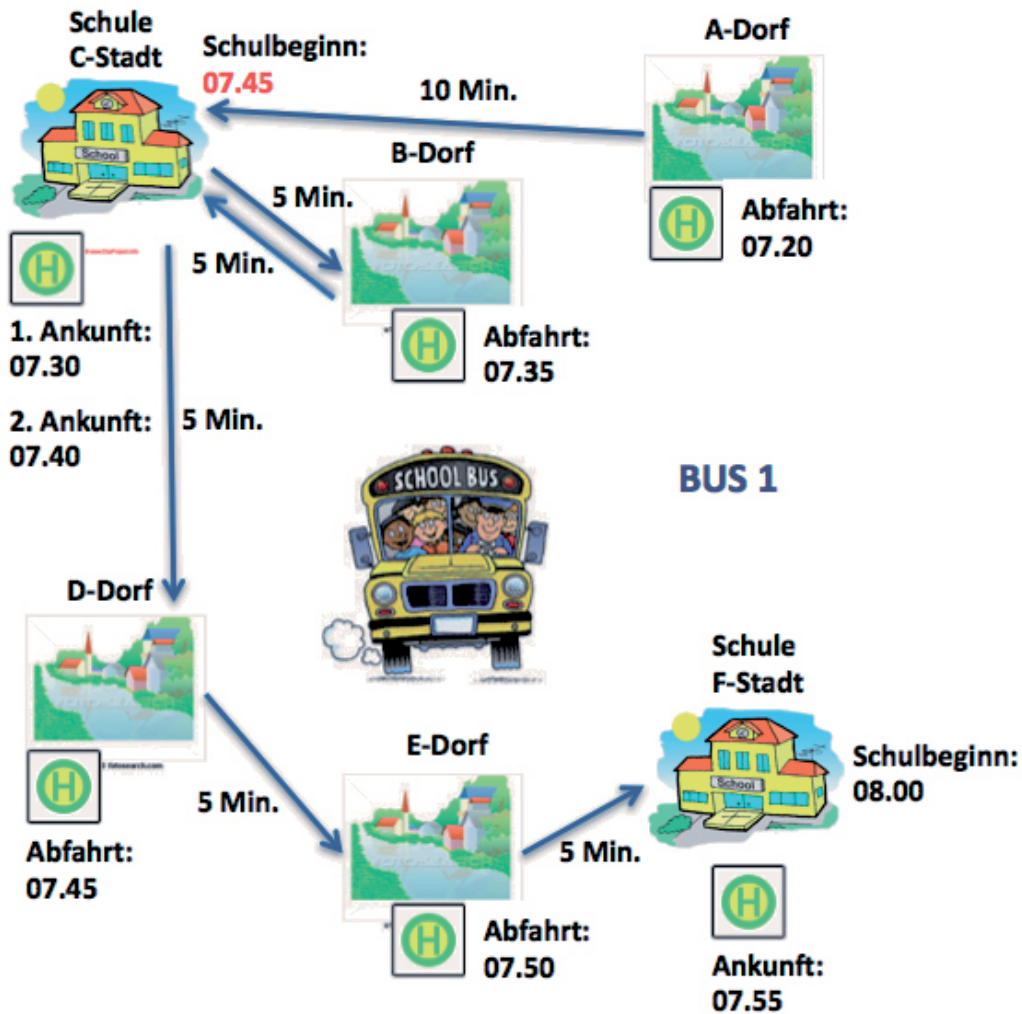 Schule
C-Stadt
Schulbeginn:
07.45
A-Dorf
10 Min.
School
B-Dorf
5 Min.
5 Min.
Abfahrt:
07.20
H
H
1. Ankunft:
07.30
H
Abfahrt:
07.35
2. Ankunft:
07.40
5 Min.
SCHOOL BUS
BUS 1
D-Dorf
Schule
F-Stadt
E-Dorf
School
Schulbeginn:
08.00
H
5 Min.
5 Min.
Abfahrt:
07.45
H
H
Abfahrt:
07.50
Ankunft:
07.55